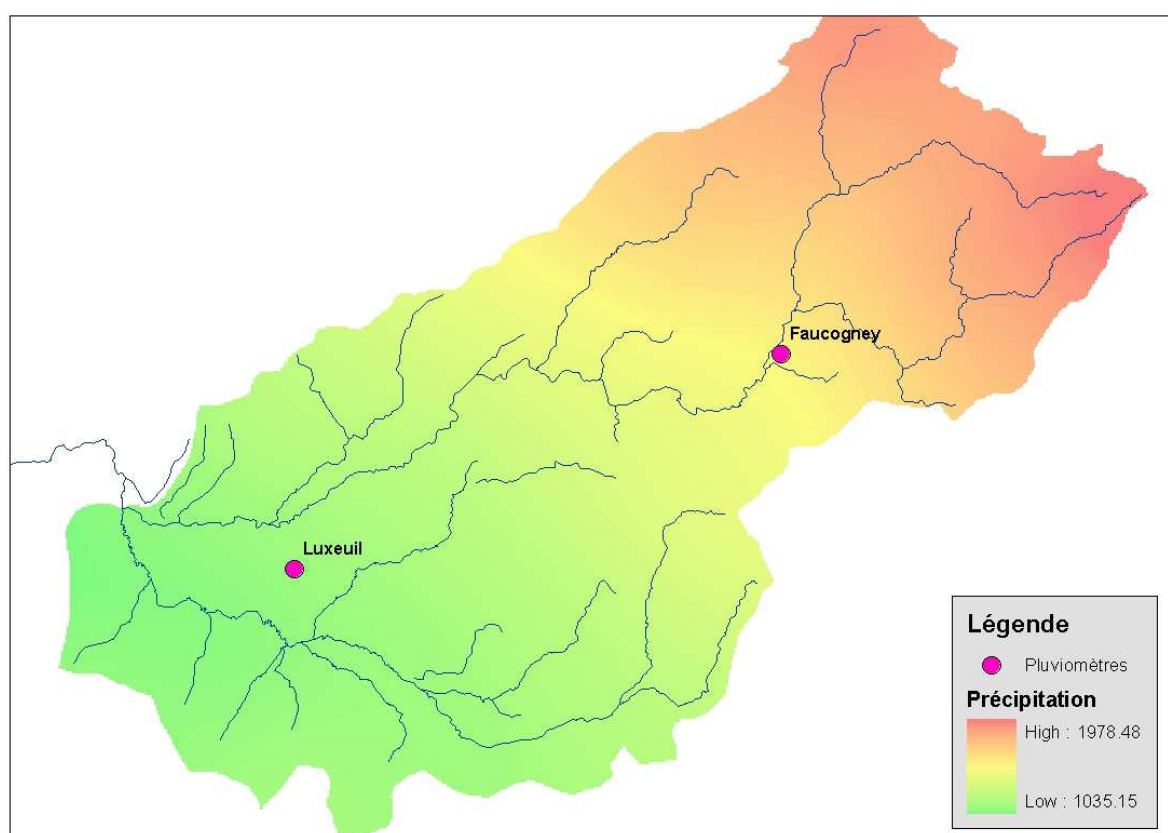 Faucogney
Luxeuil
Légende
Pluviomètres
Précipitation
High : 1978.48
Low : 1035.15